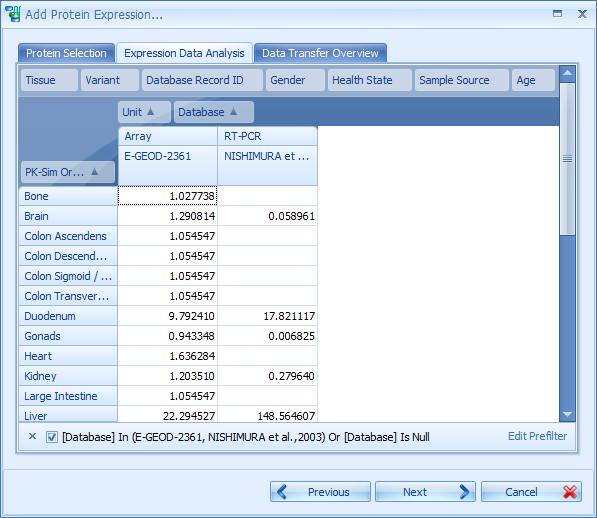 Add Protein Expression...
Protein Selection Expression Data Analysis Data Transfer Overview
Tissue Variant Database Record ID Gender Health State Sample Source Age
Unit Database
Array RT-PCR
E-GEOD-2361 NISHIMURA et ...
PK-Sim Or...
Bone 1.027738
Brain 1.290814 0.058961
Colon Ascendens 1.054547
Colon Descend... 1.054547
Colon Sigmoid / ... 1.054547
Colon Transver... 1.054547
Duodenum 9.792410 17.821117
Gonads 0.943348 0.006825
Heart 1.636284
Kidney 1.203510 0.279640
Large Intestine 1.054547
Liver 22.294527 148.564607
[Database] In (E-GEOD-2361, NISHIMURA et al.,2003) Or [Database] Is Null Edit Prefilter
Previous Next Cancel